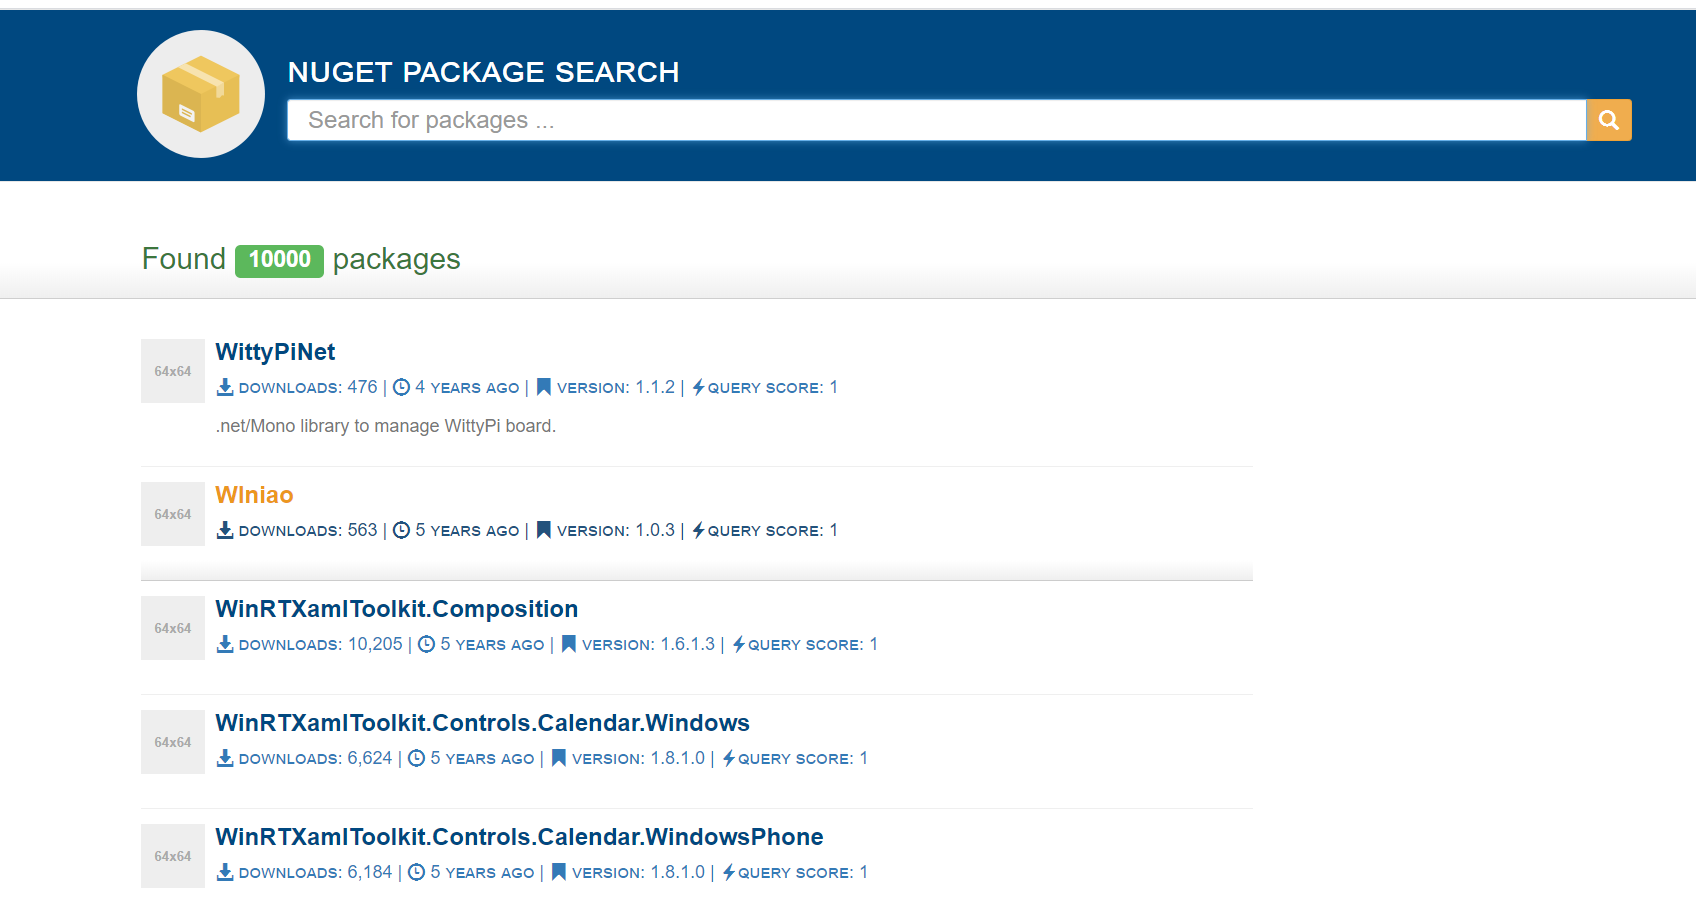 NUGET PACKAGE SEARCH
Search for packages ...
Found 10000 packages
64x64
WittyPiNet
DOWNLOADS: 476 | 4 YEARS AGO | VERSION: 1.1.2 | QUERY SCORE: 1
.net/Mono library to manage WittyPi board.
64x64
WIniao
DOWNLOADS: 563 | 5 YEARS AGO | VERSION: 1.0.3 | QUERY SCORE: 1
64x64
WinRTXamlToolkit.Composition
DOWNLOADS: 10,205 | 5 YEARS AGO | VERSION: 1.6.1.3 | QUERY SCORE: 1
64x64
WinRTXamlToolkit.Controls.Calendar.Windows
DOWNLOADS: 6,624 | 5 YEARS AGO | VERSION: 1.8.1.0 | QUERY SCORE: 1
64x64
WinRTXamlToolkit.Controls.Calendar.WindowsPhone
DOWNLOADS: 6,184 | 5 YEARS AGO | VERSION: 1.8.1.0 | QUERY SCORE: 1